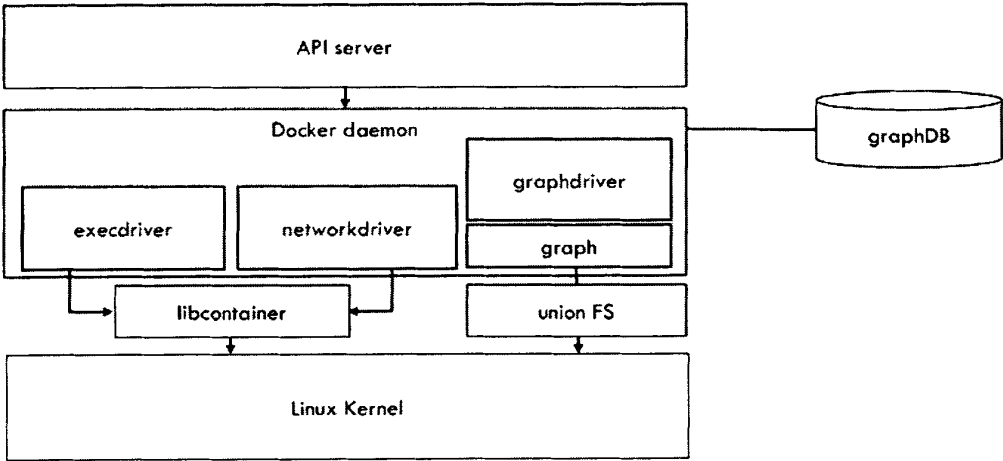 API server
Docker daemon
graphDB
graphdriver
execdriver
networkdriver
graph
libcontainer
union FS
Linux Kernel